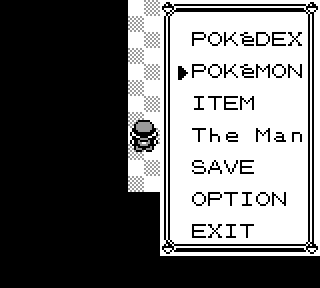 POKéDEX
POKéMON
ITEM
The Man
SAVE
OPTION
EXIT